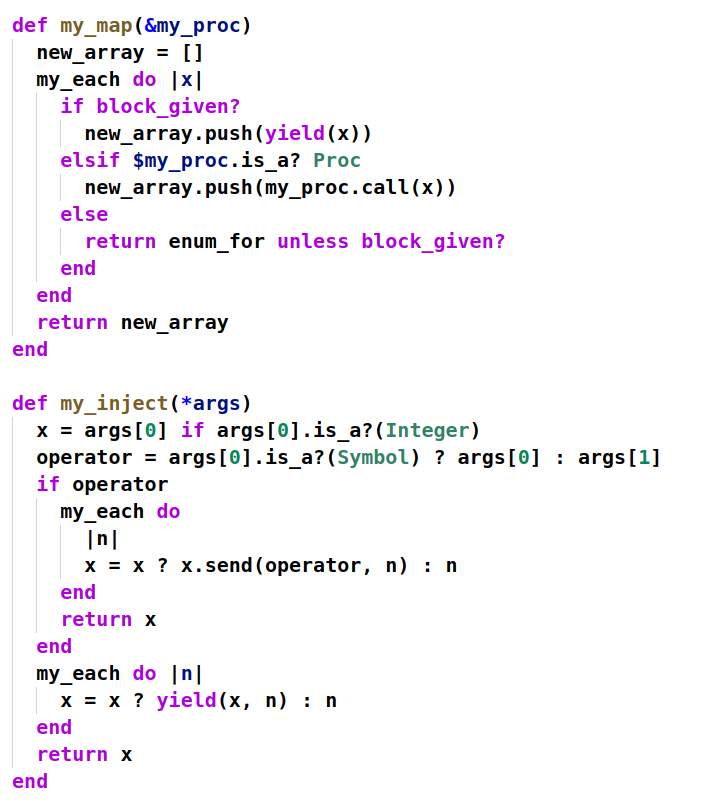 def my_map(&my_proc)
  new_array = []
  my_each do |x|
    if block_given?
      new_array.push(yield(x))
    elsif $my_proc.is_a? Proc
      new_array.push(my_proc.call(x))
    else
      return enum_for unless block_given?
    end
  end
  return new_array
end

def my_inject(*args)
  x = args[0] if args[0].is_a?(Integer)
  operator = args[0].is_a?(Symbol) ? args[0] : args[1]
  if operator
    my_each do
      |n|
      x = x ? x.send(operator, n) : n
    end
    return x
  end
  my_each do |n|
    x = x ? yield(x, n) : n
  end
  return x
end